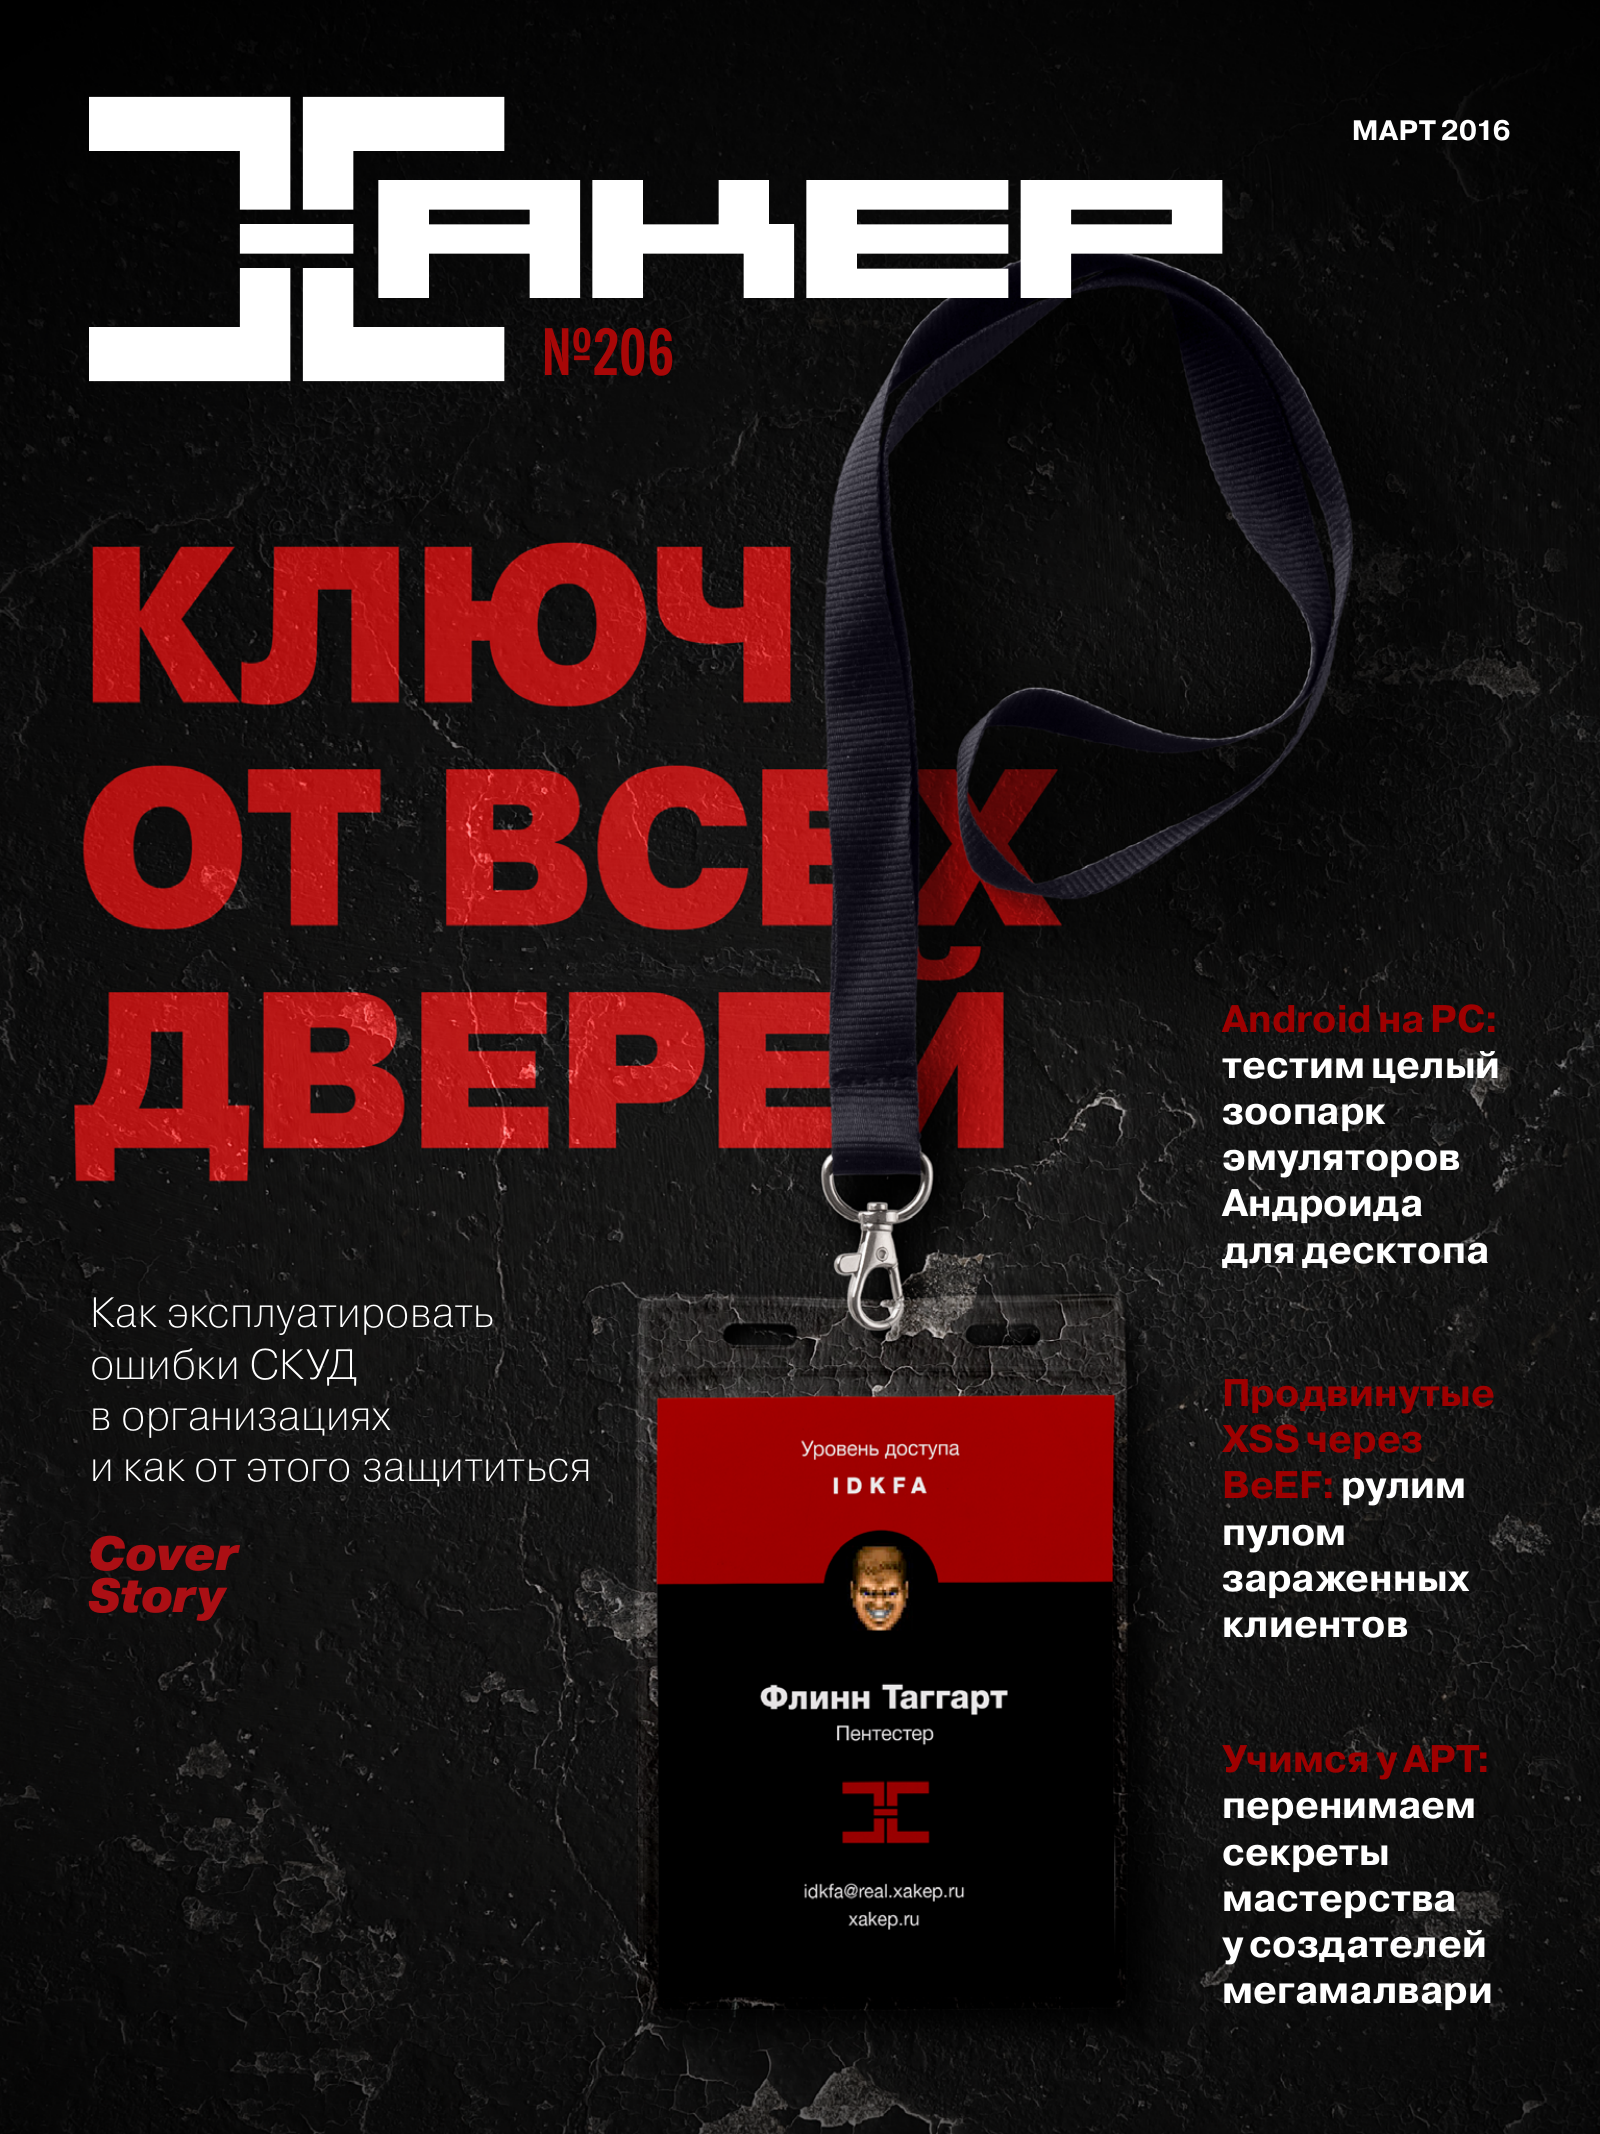 ХАКЕР
МАРТ 2016
№206
КЛЮЧ
ОТ ВСЕХ
ДВЕРЕЙ
Как эксплуатировать
ошибки СКУД
в организациях
и как от этого защититься
Cover
Story
Уровень доступа
IDKFA
Флинн Таггарт
Пентестер
idkfa@real.xakep.ru
xakep.ru
Android на PC:
тестим целый
зоопарк
эмуляторов
Андроида
для десктопа
Продвинутые
XSS через
BeEF: рулим
пулом
зараженных
клиентов
Учимся у APT:
перенимаем
секреты
мастерства
у создателей
мегамалвари